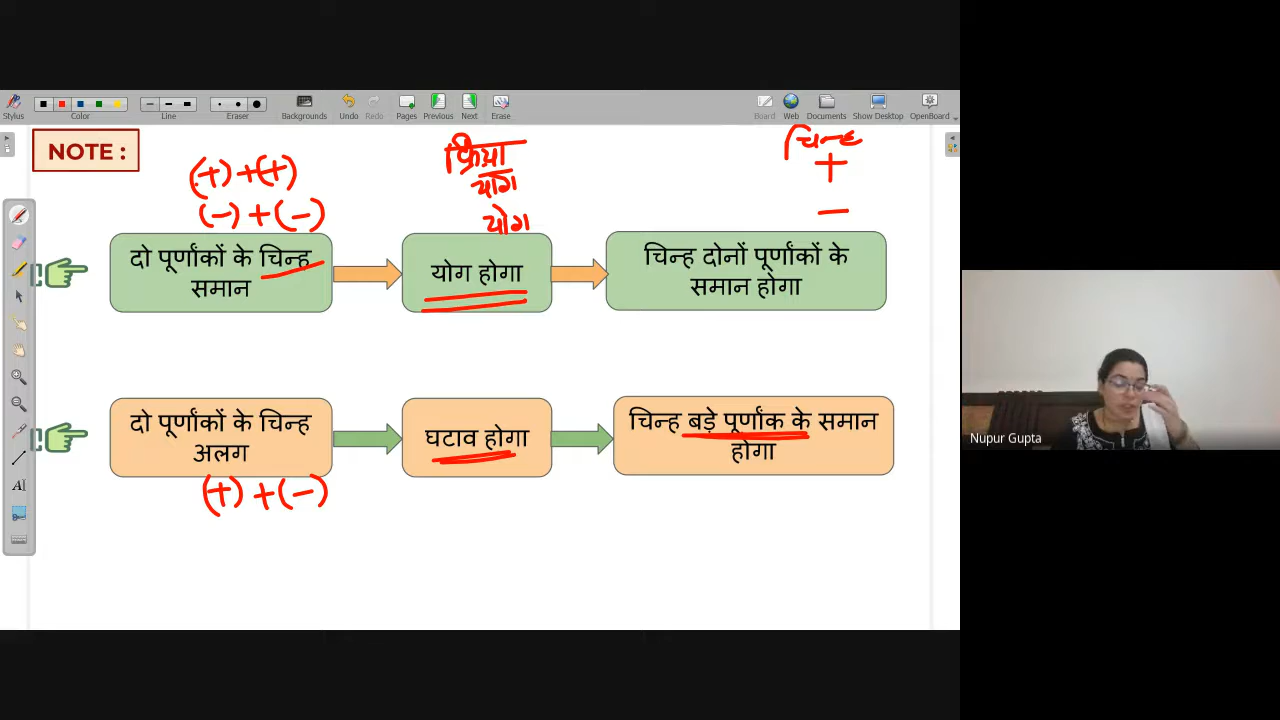 Stylus
Color
Line
Eraser
Backgrounds
Undo
Redo
Pages
Previous
Next
Erase
Board
Web
Documents
Show Desktop
OpenBoard
NOTE :
(+) + (+)
(-) + (-)
क्रिया
योग
योग
चिन्ह
+
-
दो पूर्णांकों के चिन्ह
समान
योग होगा
चिन्ह दोनों पूर्णांकों के
समान होगा
दो पूर्णांकों के चिन्ह
अलग
घटाव होगा
चिन्ह बड़े पूर्णांक के समान
होगा
(+) + (-)
Nupur Gupta